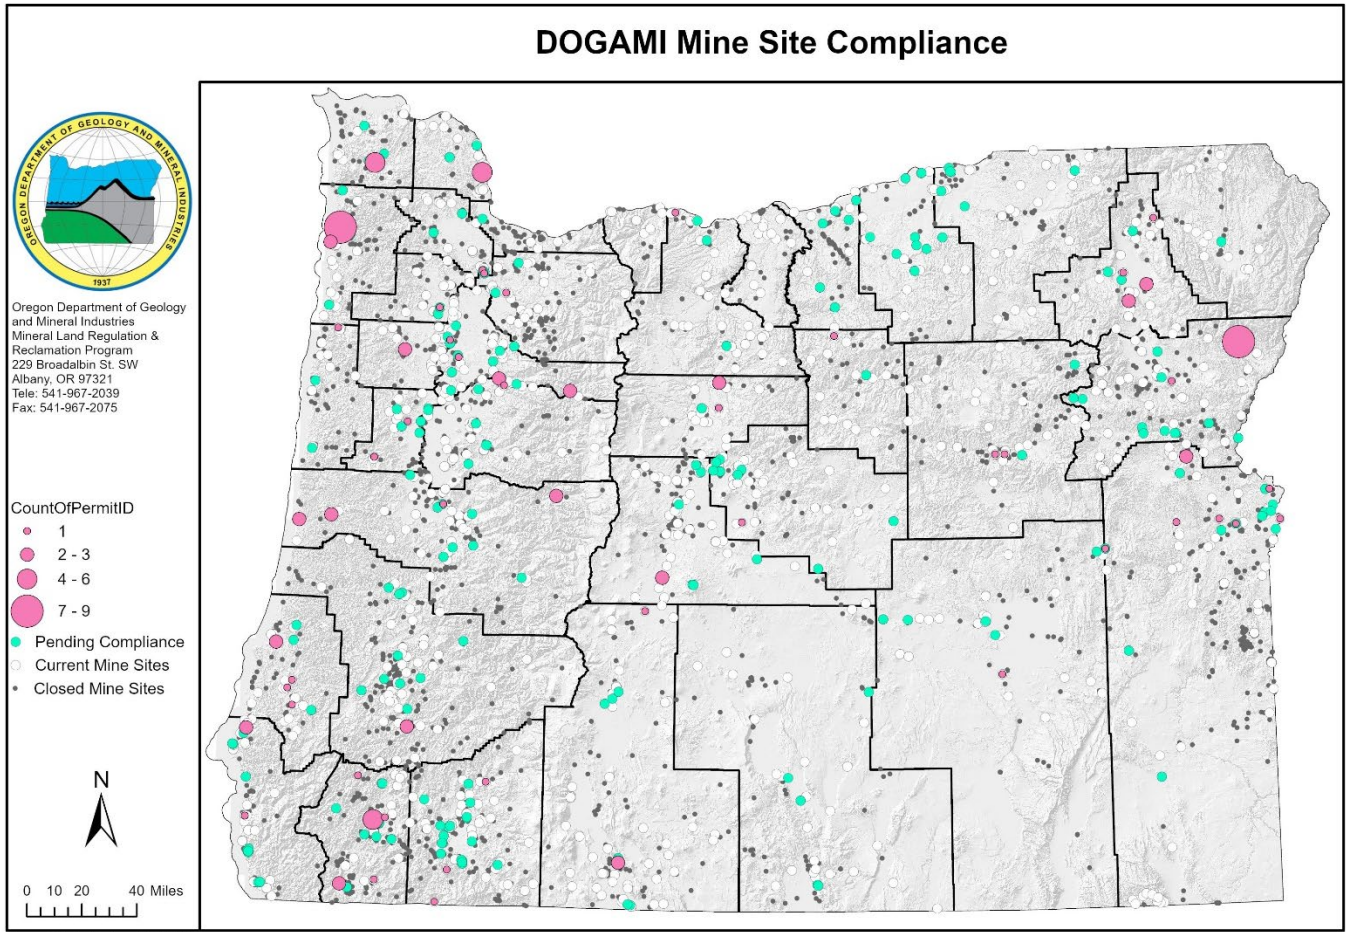 DOGAMI Mine Site Compliance
OREGON DEPARTMENT OF GEOLOGY AND MINERAL INDUSTRIES
1937
Oregon Department of Geology
and Mineral Industries
Mineral Land Regulation &
Reclamation Program
229 Broadalbin St. SW
Albany, OR 97321
Tele: 541-967-2039
Fax: 541-967-2075
CountOfPermitID
1
2 - 3
4 - 6
7 - 9
Pending Compliance
Current Mine Sites
Closed Mine Sites
N
0 10 20 40 Miles